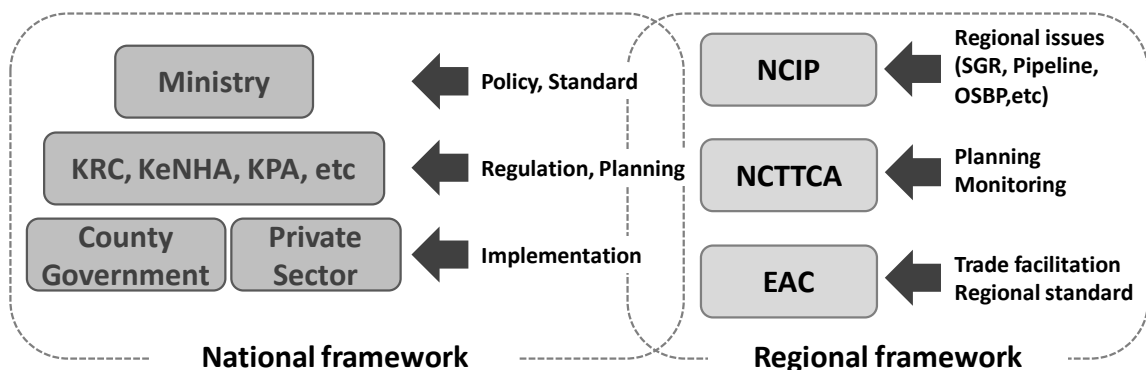 Ministry
Policy, Standard
KRC, KeNHA, KPA, etc
Regulation, Planning
County
Government
Private
Sector
Implementation
National framework
NCIP
Regional issues
(SGR, Pipeline,
OSBP,etc)
NCTTCA
Planning
Monitoring
EAC
Trade facilitation
Regional standard
Regional framework